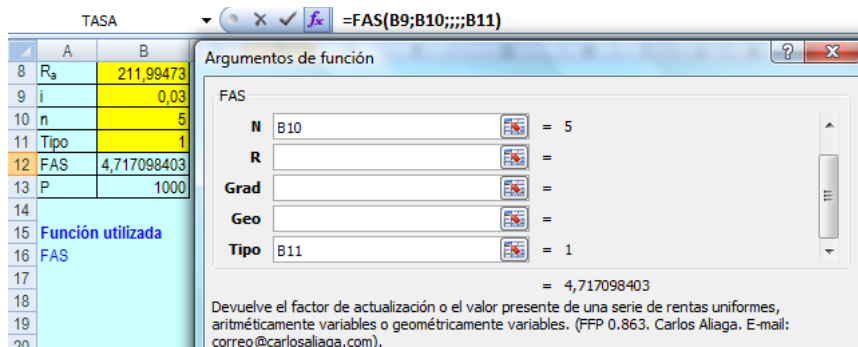 TASA =FAS(B9;B10;;;;B11)
A B
8 Ra 211,99473
9 i 0,03
10 n 5
11 Tipo 1
12 FAS 4,717098403
13 P 1000
14
15 Función utilizada
16 FAS
17
18
19
20
Argumentos de función
FAS
N B10 = 5
R =
Grad =
Geo =
Tipo B11 = 1
= 4,717098403
Devuelve el factor de actualización o el valor presente de una serie de rentas uniformes,
aritméticamente variables o geométricamente variables. (FFP 0.863. Carlos Aliaga. E-mail:
correo@carlosaliaga.com).